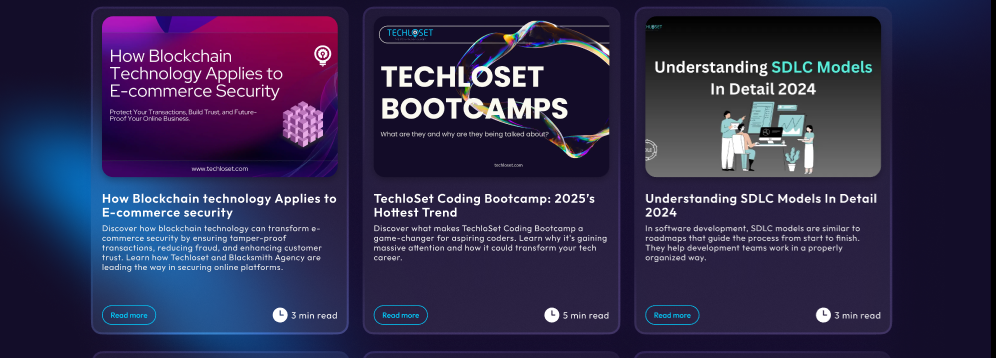 How Blockchain
Technology Applies to
E-commerce Security
Protect Your Transactions, Build Trust, and Future-
Proof Your Online Business.
www.techloset.com
How Blockchain technology Applies to
E-commerce security
Discover how blockchain technology can transform e-
commerce security by ensuring tamper-proof
transactions, reducing fraud, and enhancing customer
trust. Learn how Techloset and Blacksmith Agency are
leading the way in securing online platforms.
Read more
3 min read
TECHLOSET
TECHLOSET
BOOTCAMPS
What are they and why are they being talked about?
techloset.com
TechloSet Coding Bootcamp: 2025's
Hottest Trend
Discover what makes TechloSet Coding Bootcamp a
game-changer for aspiring coders. Learn why it's gaining
massive attention and how it could transform your tech
career.
Read more
5 min read
Understanding SDLC Models
In Detail 2024
Understanding SDLC Models In Detail
2024
In software development, SDLC models are similar to
roadmaps that guide the process from start to finish.
They help development teams work in a properly
organized way.
Read more
3 min read